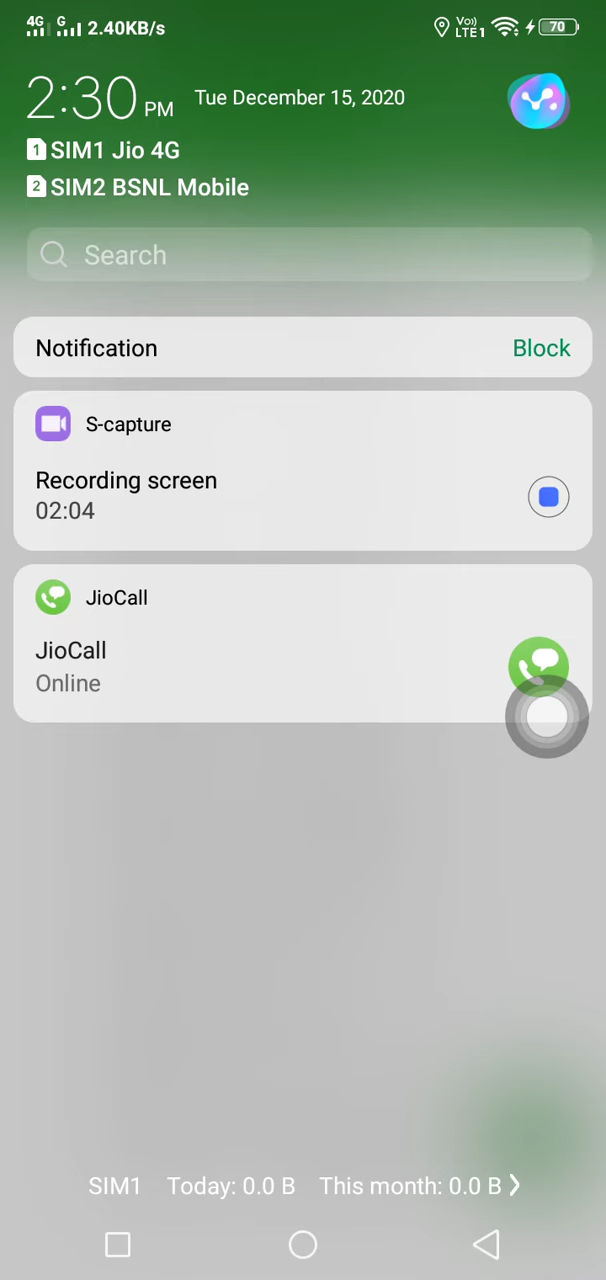 4G G 2.40KB/s Vo)) LTE1 70
2:30 PM Tue December 15, 2020
1 SIM1 Jio 4G
2 SIM2 BSNL Mobile
Search
Notification Block
S-capture
Recording screen
02:04
JioCall
JioCall
Online
SIM1 Today: 0.0 B This month: 0.0 B